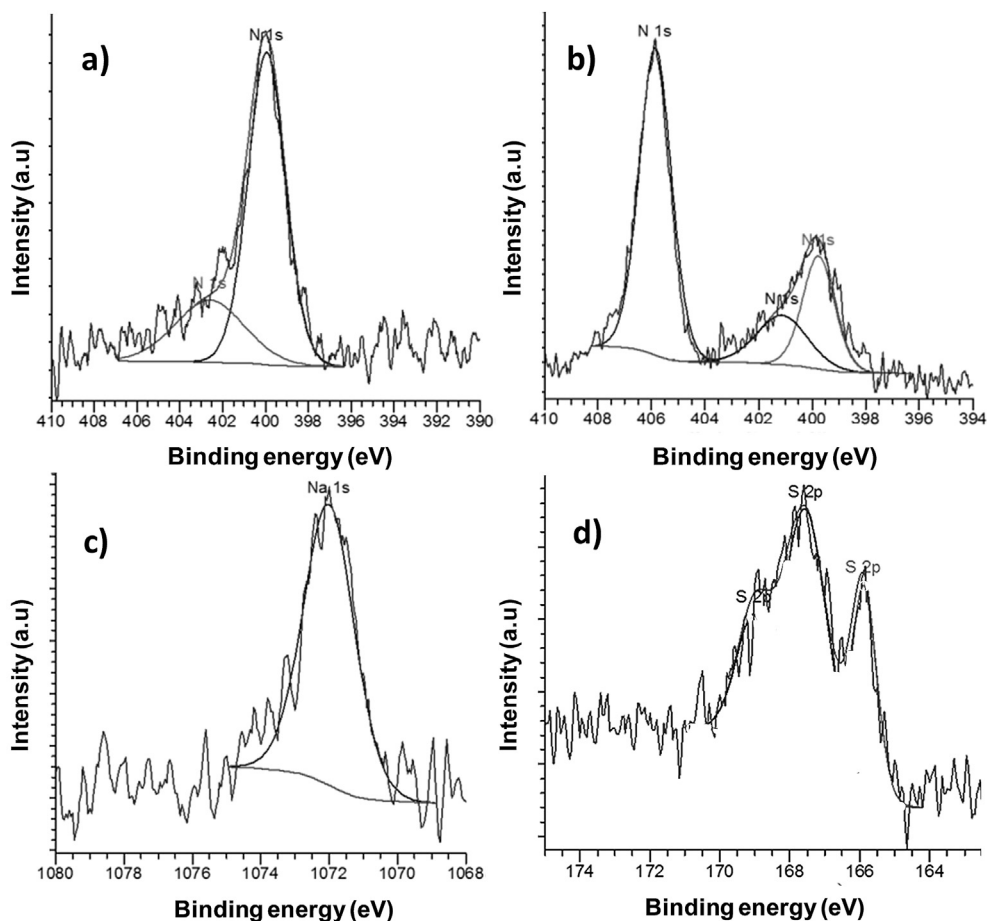 a)
N 1s
N 1s
Intensity (a.u)
410 408 406 404 402 400 398 396 394 392 390
Binding energy (eV)
b)
N 1s
N 1s
N 1s
Intensity (a.u)
410 408 406 404 402 400 398 396 394
Binding energy (eV)
c)
Na 1s
Intensity (a.u)
1080 1078 1076 1074 1072 1070 1068
Binding energy (eV)
d)
S 2p
S 2p
S 2p
Intensity (a.u)
174 172 170 168 166 164
Binding energy (eV)